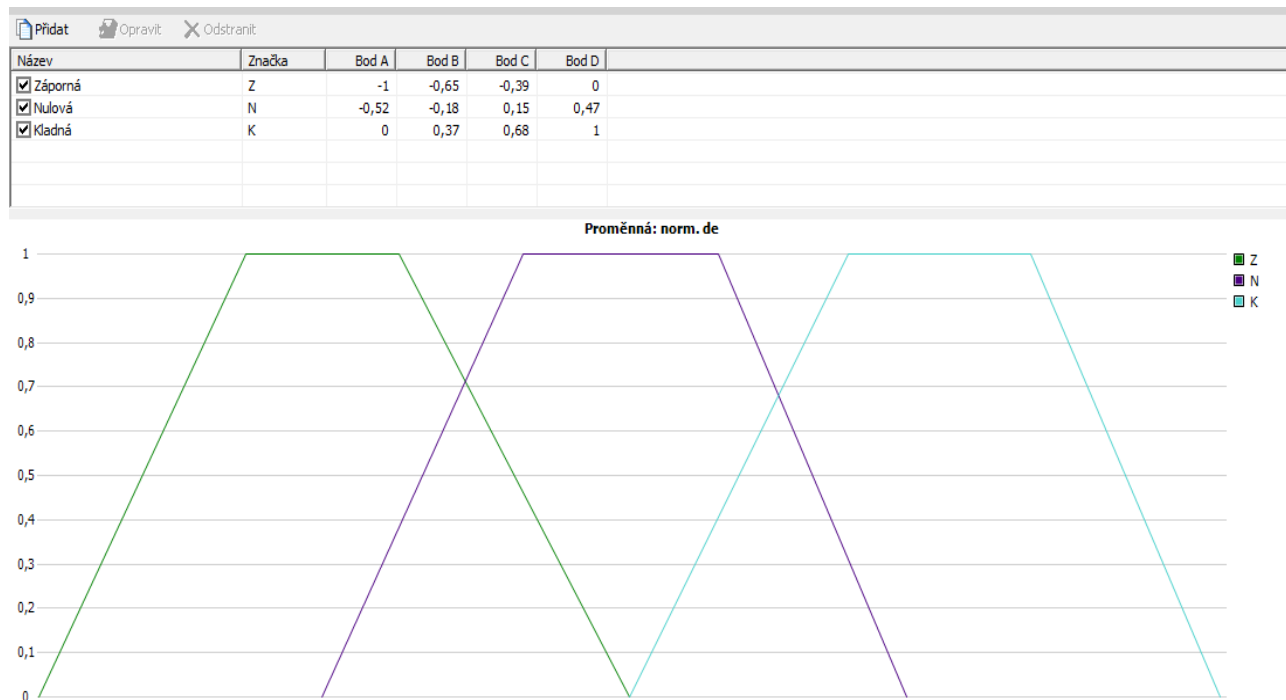 Přidat Opravit Odstranit
Název Značka Bod A Bod B Bod C Bod D
Záporná Z -1 -0,65 -0,39 0
Nulová N -0,52 -0,18 0,15 0,47
Kladná K 0 0,37 0,68 1
Proměnná: norm. de
1
0,9
0,8
0,7
0,6
0,5
0,4
0,3
0,2
0,1
0
Z
N
K